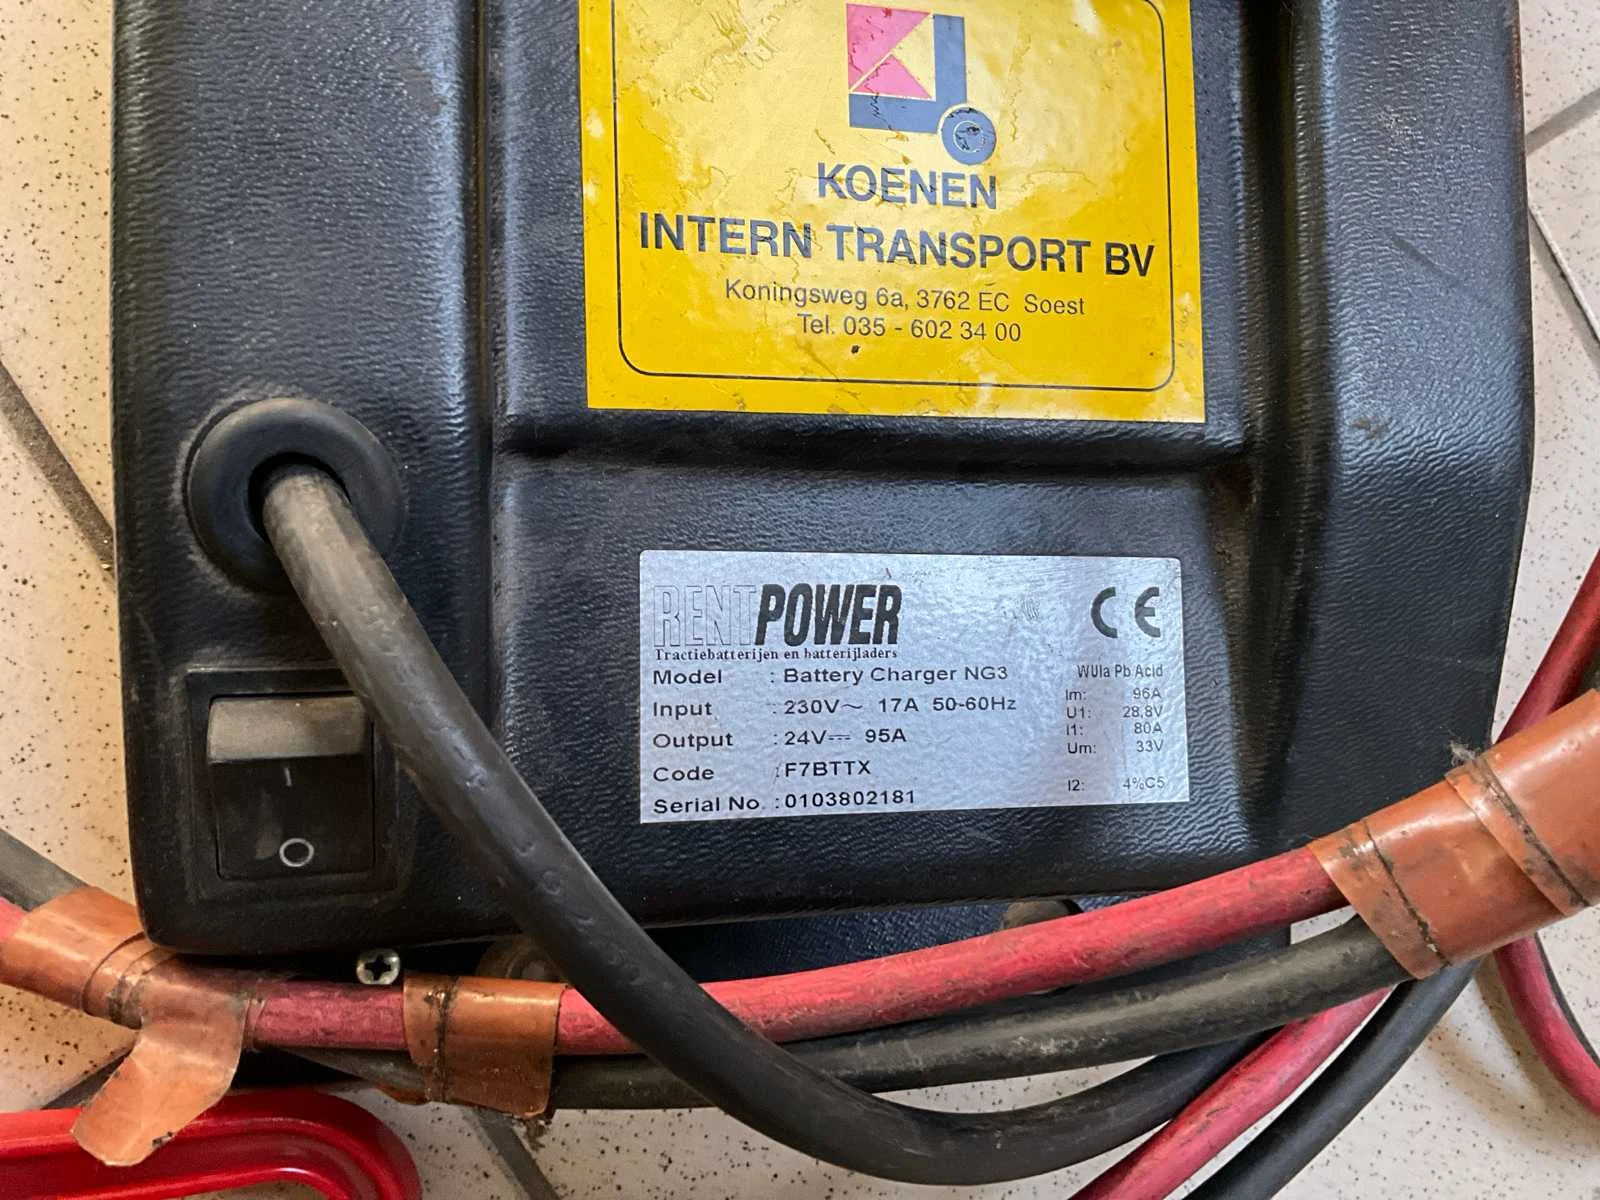 KOENEN
INTERN TRANSPORT BV
Koningsweg 6a, 3762 EC Soest
Tel. 035 - 602 34 00
RENTPOWER
CE
Tractiebatterijen en batterijladers
Model : Battery Charger NG3
Input : 230V~ 17A 50-60Hz
Output : 24V⎓ 95A
Code : F7BTTX
Serial No. : 0103802181
WUIa Pb Acid
Im: 96A
U1: 28.8V
I1: 80A
Um: 33V
I2: 4%C5
I
O